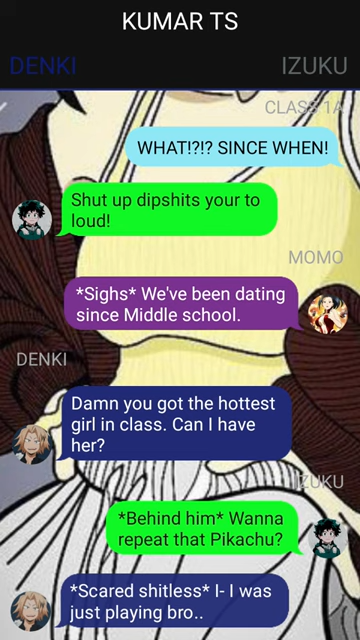 KUMAR TS
DENKI
IZUKU
CLASS 1A
WHAT!?!? SINCE WHEN!
Shut up dipshits your to
loud!
MOMO
*Sighs* We've been dating
since Middle school.
DENKI
Damn you got the hottest
girl in class. Can I have
her?
IZUKU
*Behind him* Wanna
repeat that Pikachu?
*Scared shitless* I- I was
just playing bro..